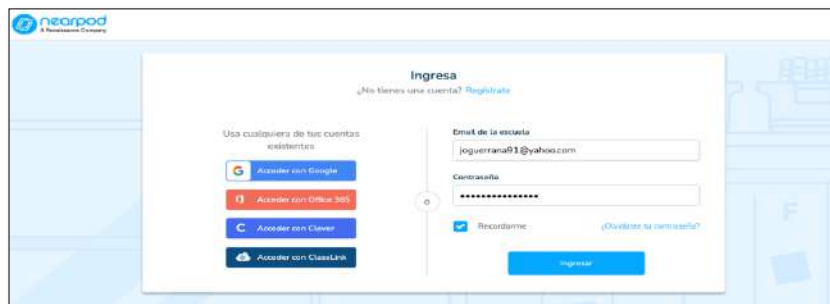 nearpod
A Renaissance Company
Ingresa
¿No tienes una cuenta? Regístrate
Usa cualquiera de tus cuentas
existentes
G Acceder con Google
Acceder con Office 365
C Acceder con Clever
Acceder con ClassLink
o
Email de la escuela
joguerrana91@yahoo.com
Contraseña
•••••••••••••••
Recordarme
¿Olvidaste tu contraseña?
Ingresar
F